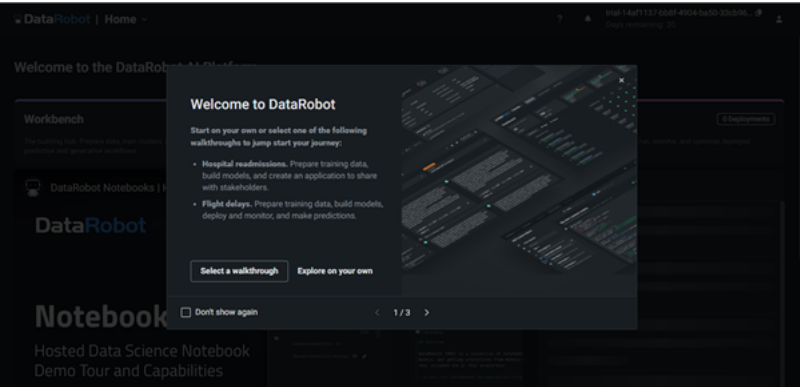 DataRobot | Home
?
Days remaining: 30
Welcome to the DataRobot AI Platform
Workbench
0 Deployments
DataRobot Notebooks | H
DataRobot
Notebook
Hosted Data Science Notebook
Demo Tour and Capabilities
Welcome to DataRobot
Start on your own or select one of the following
walkthroughs to jump start your journey:
• Hospital readmissions. Prepare training data,
build models, and create an application to share
with stakeholders.
• Flight delays. Prepare training data, build models,
deploy and monitor, and make predictions.
Select a walkthrough
Explore on your own
Don't show again
< 1 / 3 >